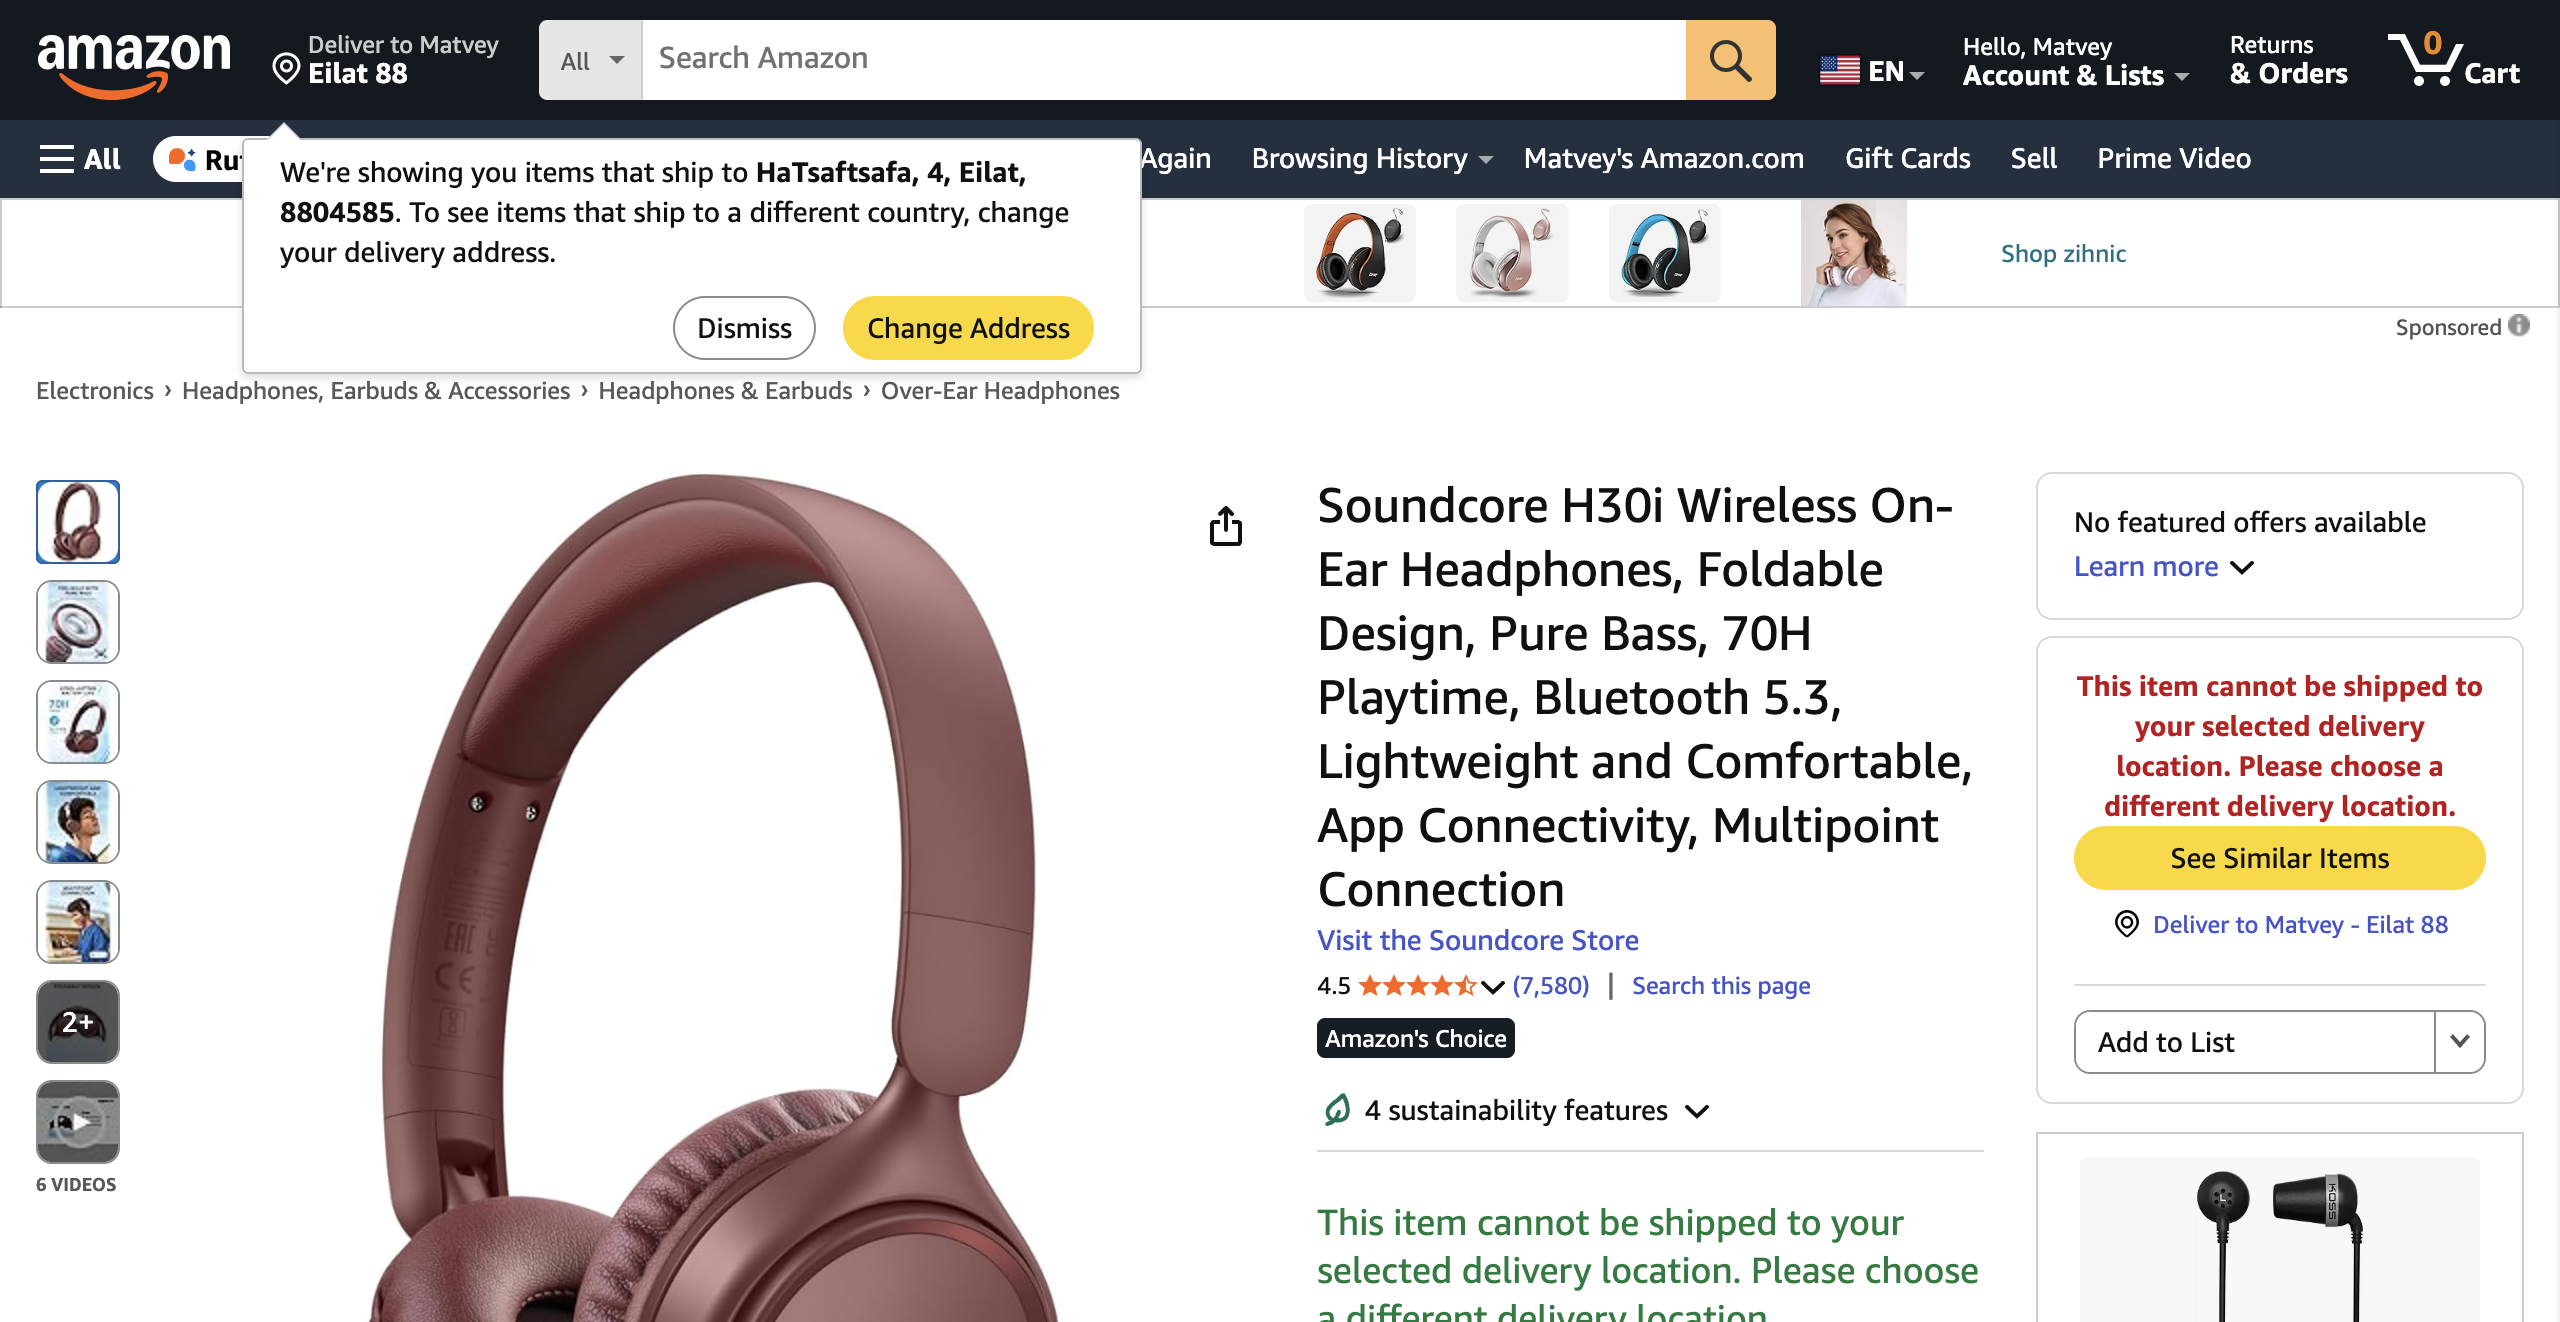 amazon
Deliver to Matvey
Eilat 88
All
Search Amazon
EN
Hello, Matvey
Account & Lists
Returns
& Orders
0
Cart
All
Ru
Again
Browsing History
Matvey's Amazon.com
Gift Cards
Sell
Prime Video
We're showing you items that ship to HaTsaftsafa, 4, Eilat,
8804585. To see items that ship to a different country, change
your delivery address.
Dismiss
Change Address
Shop zihnic
Sponsored
Electronics › Headphones, Earbuds & Accessories › Headphones & Earbuds › Over-Ear Headphones
70H
2+
6 VIDEOS
EAC
CE
Soundcore H30i Wireless On-
Ear Headphones, Foldable
Design, Pure Bass, 70H
Playtime, Bluetooth 5.3,
Lightweight and Comfortable,
App Connectivity, Multipoint
Connection
Visit the Soundcore Store
4.5 (7,580) | Search this page
Amazon's Choice
4 sustainability features
This item cannot be shipped to your
selected delivery location. Please choose
a different delivery location.
No featured offers available
Learn more
This item cannot be shipped to
your selected delivery
location. Please choose a
different delivery location.
See Similar Items
Deliver to Matvey - Eilat 88
Add to List
L
KOSS